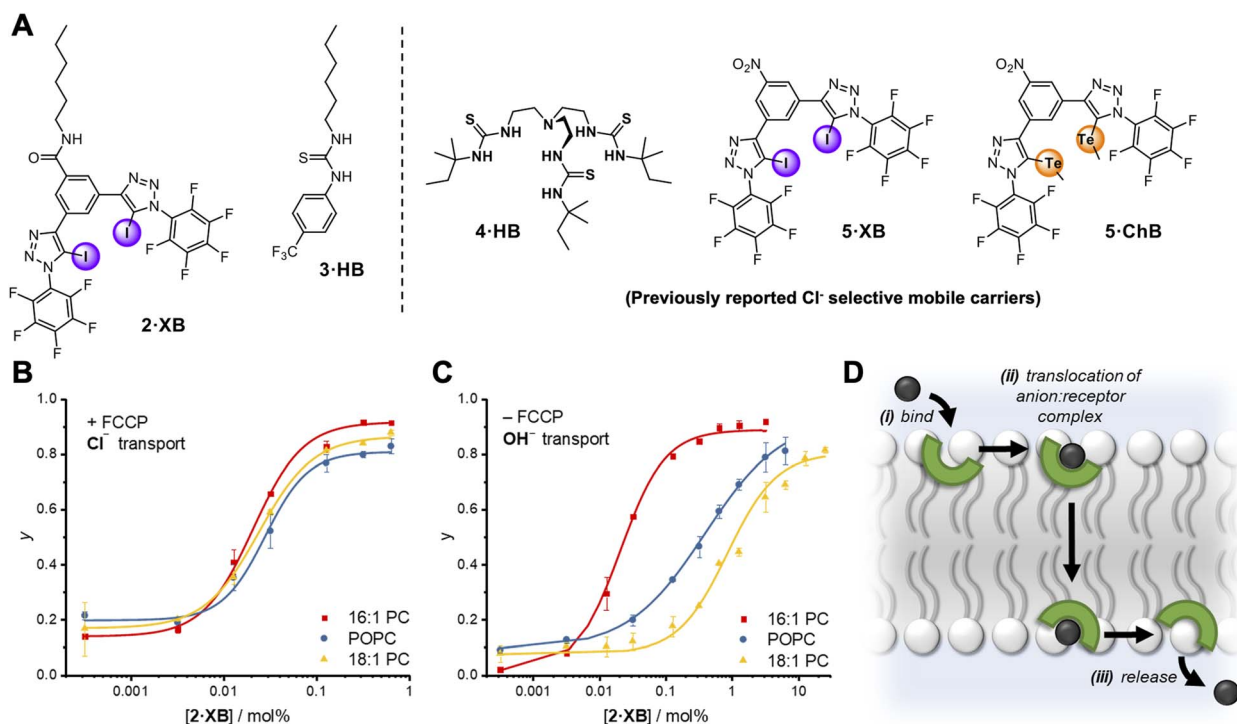 A
N
H
O
N
N
N
I
I
N
N
N
N
F
F
F
F
F
F
F
F
F
F
2·XB
NH
S
NH
F₃C
3·HB
S
NH
NH
N
HN
HN
S
NH
S
NH
4·HB
O₂N
N
N
N
I
I
N
N
N
F
F
F
F
F
F
F
F
F
F
5·XB
O₂N
N
N
N
Te
Te
N
N
N
F
F
F
F
F
F
F
F
F
F
5·ChB
(Previously reported Cl⁻ selective mobile carriers)
B
+ FCCP
Cl⁻ transport
y
1.0
0.8
0.6
0.4
0.2
0.0
16:1 PC
POPC
18:1 PC
0.001 0.01 0.1 1
[2·XB] / mol%
C
– FCCP
OH⁻ transport
y
1.0
0.8
0.6
0.4
0.2
0.0
16:1 PC
POPC
18:1 PC
0.001 0.01 0.1 1 10
[2·XB] / mol%
D
(i) bind
(ii) translocation of
anion:receptor
complex
(iii) release